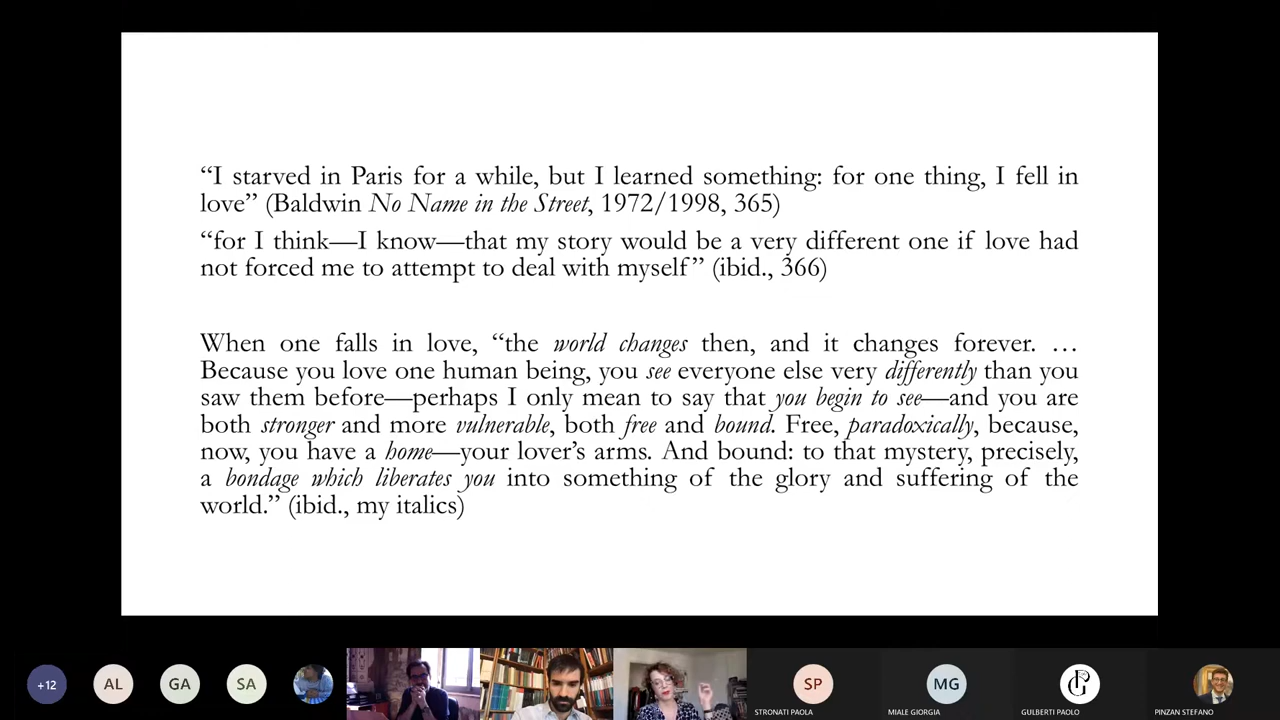 “I starved in Paris for a while, but I learned something: for one thing, I fell in
love” (Baldwin No Name in the Street, 1972/1998, 365)
“for I think—I know—that my story would be a very different one if love had
not forced me to attempt to deal with myself” (ibid., 366)
When one falls in love, “the world changes then, and it changes forever. …
Because you love one human being, you see everyone else very differently than you
saw them before—perhaps I only mean to say that you begin to see—and you are
both stronger and more vulnerable, both free and bound. Free, paradoxically, because,
now, you have a home—your lover’s arms. And bound: to that mystery, precisely,
a bondage which liberates you into something of the glory and suffering of the
world.” (ibid., my italics)
+12 AL GA SA SP MG
STRONATI PAOLA MIALE GIORGIA GULBERTI PAOLO PINZAN STEFANO